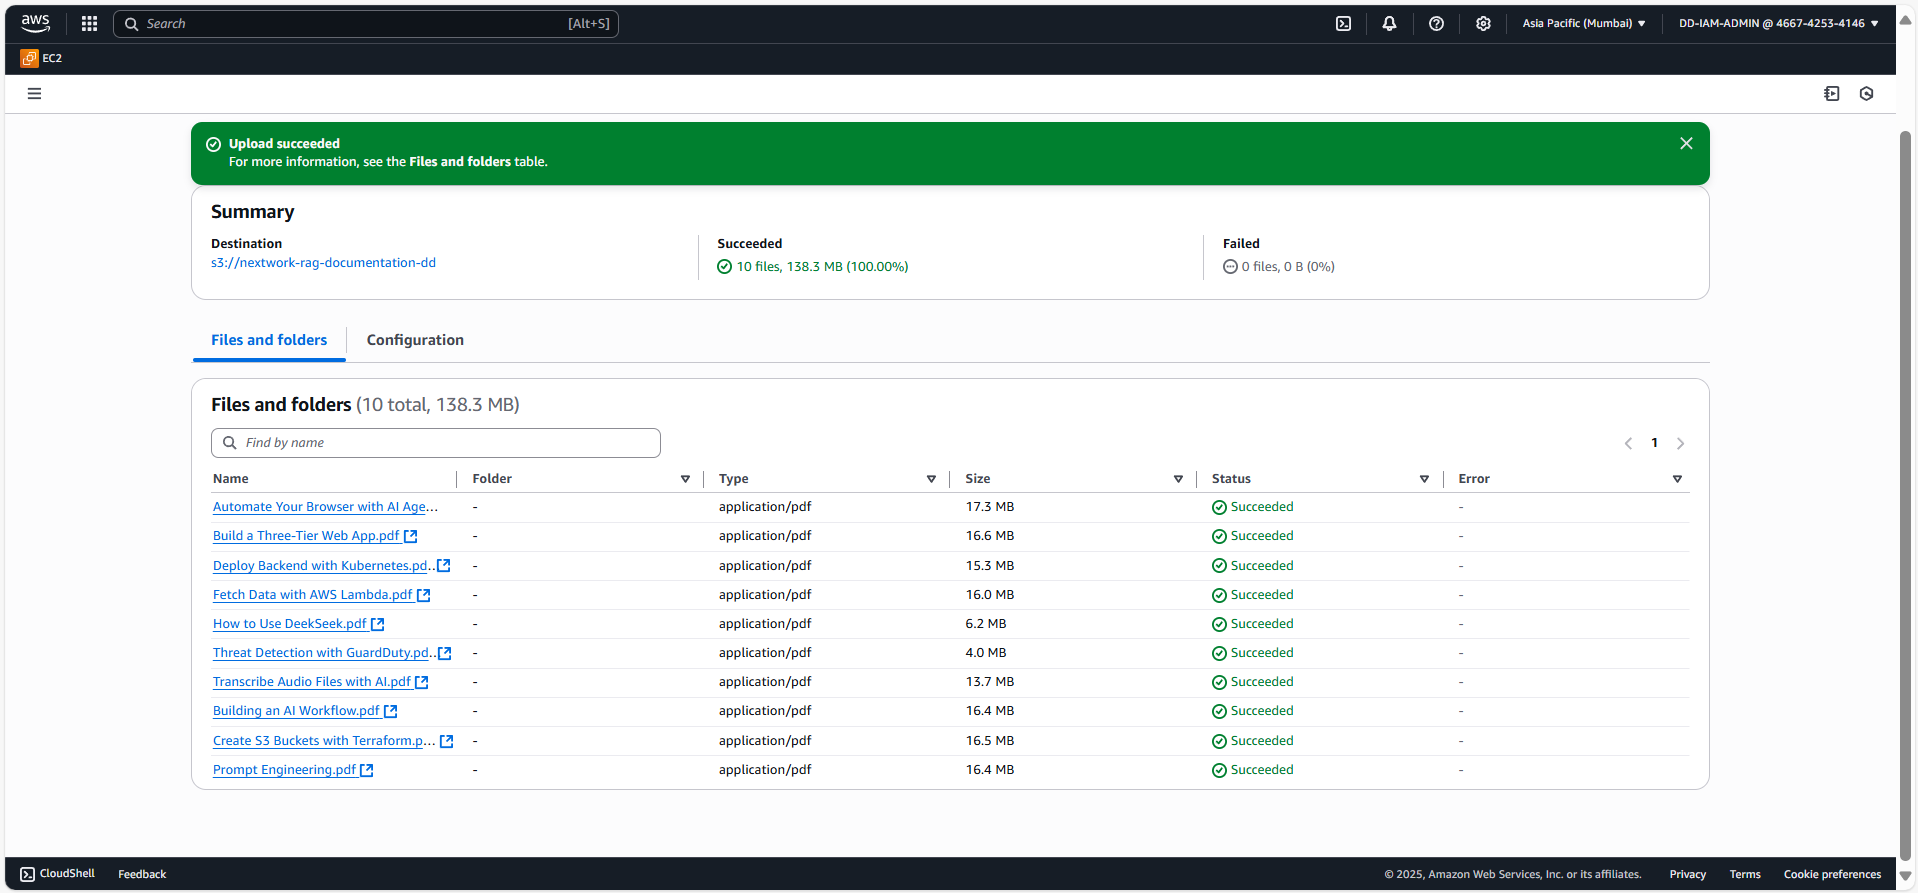 aws
Search [Alt+S]
Asia Pacific (Mumbai)
DD-IAM-ADMIN @ 4667-4253-4146
EC2
Upload succeeded
For more information, see the Files and folders table.
Summary
Destination
s3://nextwork-rag-documentation-dd
Succeeded
10 files, 138.3 MB (100.00%)
Failed
0 files, 0 B (0%)
Files and folders
Configuration
Files and folders (10 total, 138.3 MB)
Find by name
1
Name Folder Type Size Status Error
Automate Your Browser with AI Age... - application/pdf 17.3 MB Succeeded -
Build a Three-Tier Web App.pdf - application/pdf 16.6 MB Succeeded -
Deploy Backend with Kubernetes.pd.. - application/pdf 15.3 MB Succeeded -
Fetch Data with AWS Lambda.pdf - application/pdf 16.0 MB Succeeded -
How to Use DeekSeek.pdf - application/pdf 6.2 MB Succeeded -
Threat Detection with GuardDuty.pd.. - application/pdf 4.0 MB Succeeded -
Transcribe Audio Files with AI.pdf - application/pdf 13.7 MB Succeeded -
Building an AI Workflow.pdf - application/pdf 16.4 MB Succeeded -
Create S3 Buckets with Terraform.p... - application/pdf 16.5 MB Succeeded -
Prompt Engineering.pdf - application/pdf 16.4 MB Succeeded -
CloudShell Feedback © 2025, Amazon Web Services, Inc. or its affiliates. Privacy Terms Cookie preferences